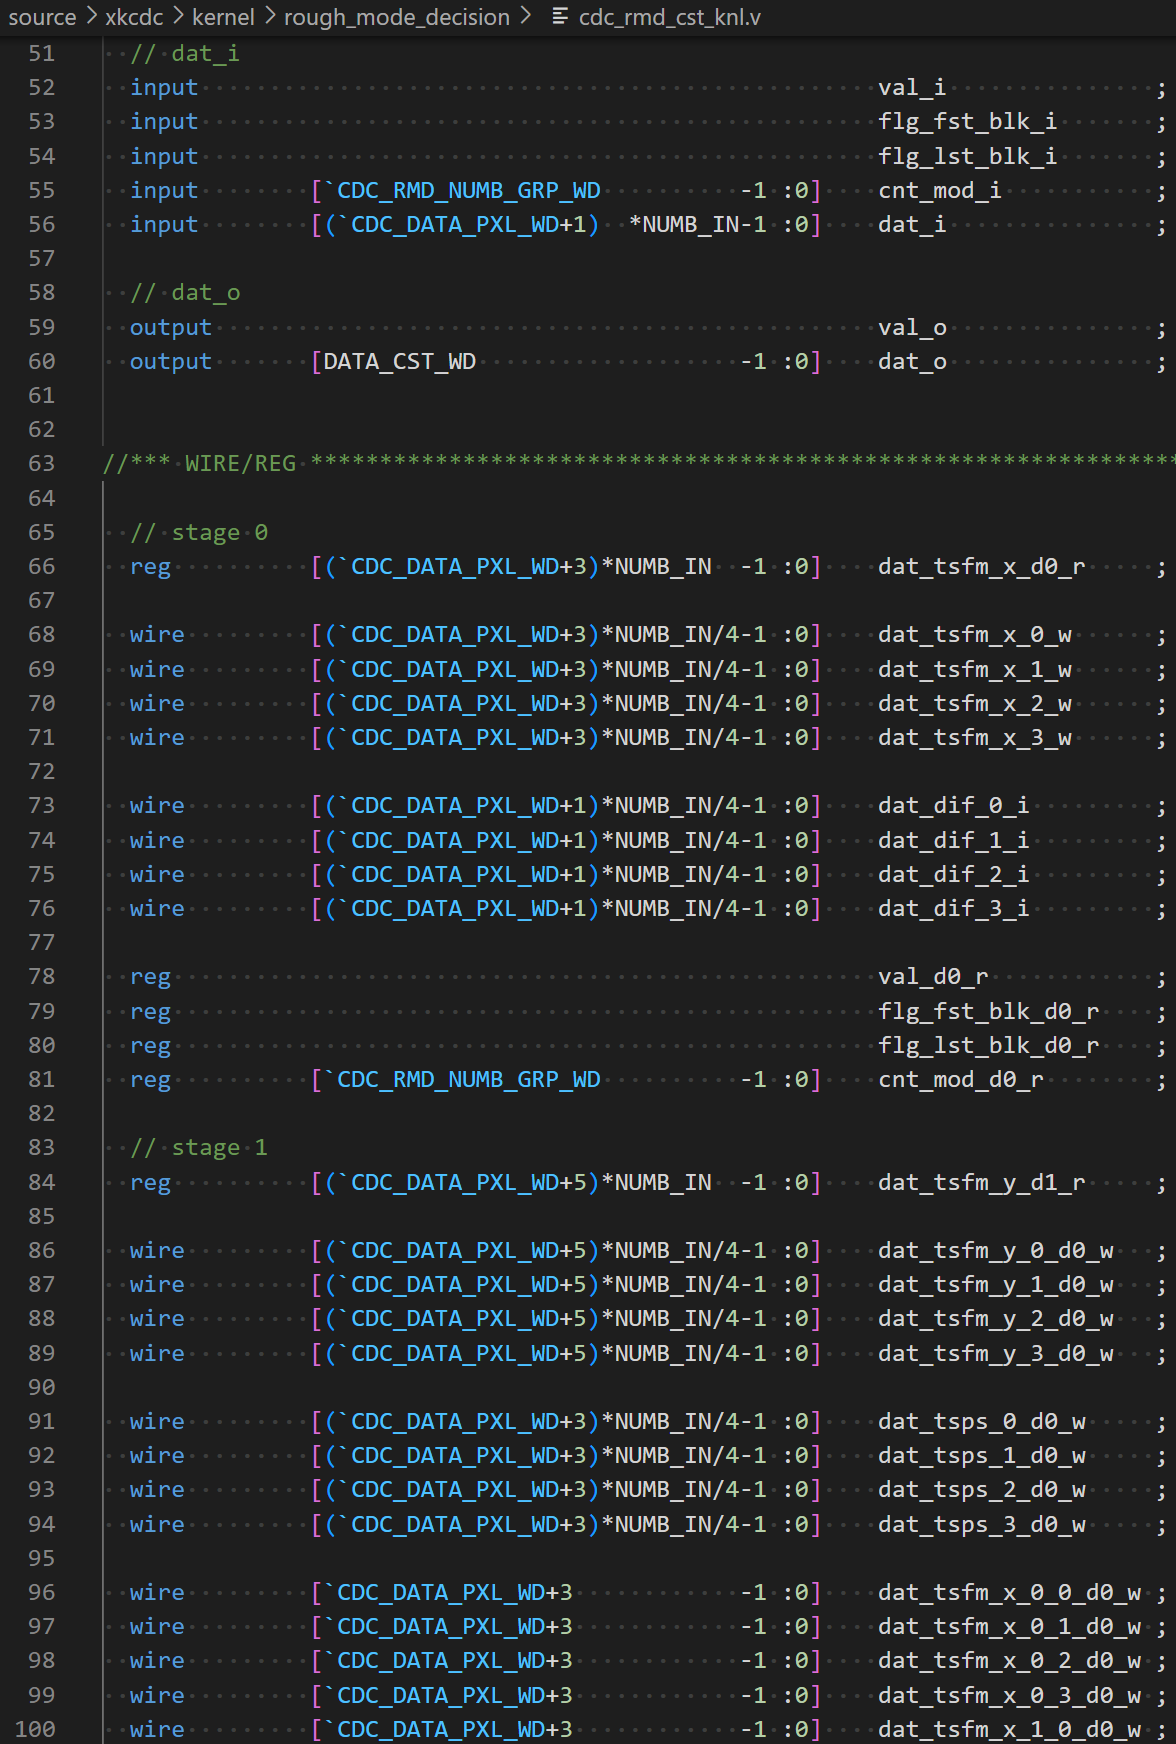 source > xkcdc > kernel > rough_mode_decision > cdc_rmd_cst_knl.v
51 // dat_i
52 input val_i ;
53 input flg_fst_blk_i ;
54 input flg_lst_blk_i ;
55 input [`CDC_RMD_NUMB_GRP_WD -1 :0] cnt_mod_i ;
56 input [(`CDC_DATA_PXL_WD+1) *NUMB_IN-1 :0] dat_i ;
57
58 // dat_o
59 output val_o ;
60 output [DATA_CST_WD -1 :0] dat_o ;
61
62
63 //*** WIRE/REG ***************************************************************
64
65 // stage 0
66 reg [(`CDC_DATA_PXL_WD+3)*NUMB_IN -1 :0] dat_tsfm_x_d0_r ;
67
68 wire [(`CDC_DATA_PXL_WD+3)*NUMB_IN/4-1 :0] dat_tsfm_x_0_w ;
69 wire [(`CDC_DATA_PXL_WD+3)*NUMB_IN/4-1 :0] dat_tsfm_x_1_w ;
70 wire [(`CDC_DATA_PXL_WD+3)*NUMB_IN/4-1 :0] dat_tsfm_x_2_w ;
71 wire [(`CDC_DATA_PXL_WD+3)*NUMB_IN/4-1 :0] dat_tsfm_x_3_w ;
72
73 wire [(`CDC_DATA_PXL_WD+1)*NUMB_IN/4-1 :0] dat_dif_0_i ;
74 wire [(`CDC_DATA_PXL_WD+1)*NUMB_IN/4-1 :0] dat_dif_1_i ;
75 wire [(`CDC_DATA_PXL_WD+1)*NUMB_IN/4-1 :0] dat_dif_2_i ;
76 wire [(`CDC_DATA_PXL_WD+1)*NUMB_IN/4-1 :0] dat_dif_3_i ;
77
78 reg val_d0_r ;
79 reg flg_fst_blk_d0_r ;
80 reg flg_lst_blk_d0_r ;
81 reg [`CDC_RMD_NUMB_GRP_WD -1 :0] cnt_mod_d0_r ;
82
83 // stage 1
84 reg [(`CDC_DATA_PXL_WD+5)*NUMB_IN -1 :0] dat_tsfm_y_d1_r ;
85
86 wire [(`CDC_DATA_PXL_WD+5)*NUMB_IN/4-1 :0] dat_tsfm_y_0_d0_w ;
87 wire [(`CDC_DATA_PXL_WD+5)*NUMB_IN/4-1 :0] dat_tsfm_y_1_d0_w ;
88 wire [(`CDC_DATA_PXL_WD+5)*NUMB_IN/4-1 :0] dat_tsfm_y_2_d0_w ;
89 wire [(`CDC_DATA_PXL_WD+5)*NUMB_IN/4-1 :0] dat_tsfm_y_3_d0_w ;
90
91 wire [(`CDC_DATA_PXL_WD+3)*NUMB_IN/4-1 :0] dat_tsps_0_d0_w ;
92 wire [(`CDC_DATA_PXL_WD+3)*NUMB_IN/4-1 :0] dat_tsps_1_d0_w ;
93 wire [(`CDC_DATA_PXL_WD+3)*NUMB_IN/4-1 :0] dat_tsps_2_d0_w ;
94 wire [(`CDC_DATA_PXL_WD+3)*NUMB_IN/4-1 :0] dat_tsps_3_d0_w ;
95
96 wire [`CDC_DATA_PXL_WD+3 -1 :0] dat_tsfm_x_0_0_d0_w ;
97 wire [`CDC_DATA_PXL_WD+3 -1 :0] dat_tsfm_x_0_1_d0_w ;
98 wire [`CDC_DATA_PXL_WD+3 -1 :0] dat_tsfm_x_0_2_d0_w ;
99 wire [`CDC_DATA_PXL_WD+3 -1 :0] dat_tsfm_x_0_3_d0_w ;
100 wire [`CDC_DATA_PXL_WD+3 -1 :0] dat_tsfm_x_1_0_d0_w ;